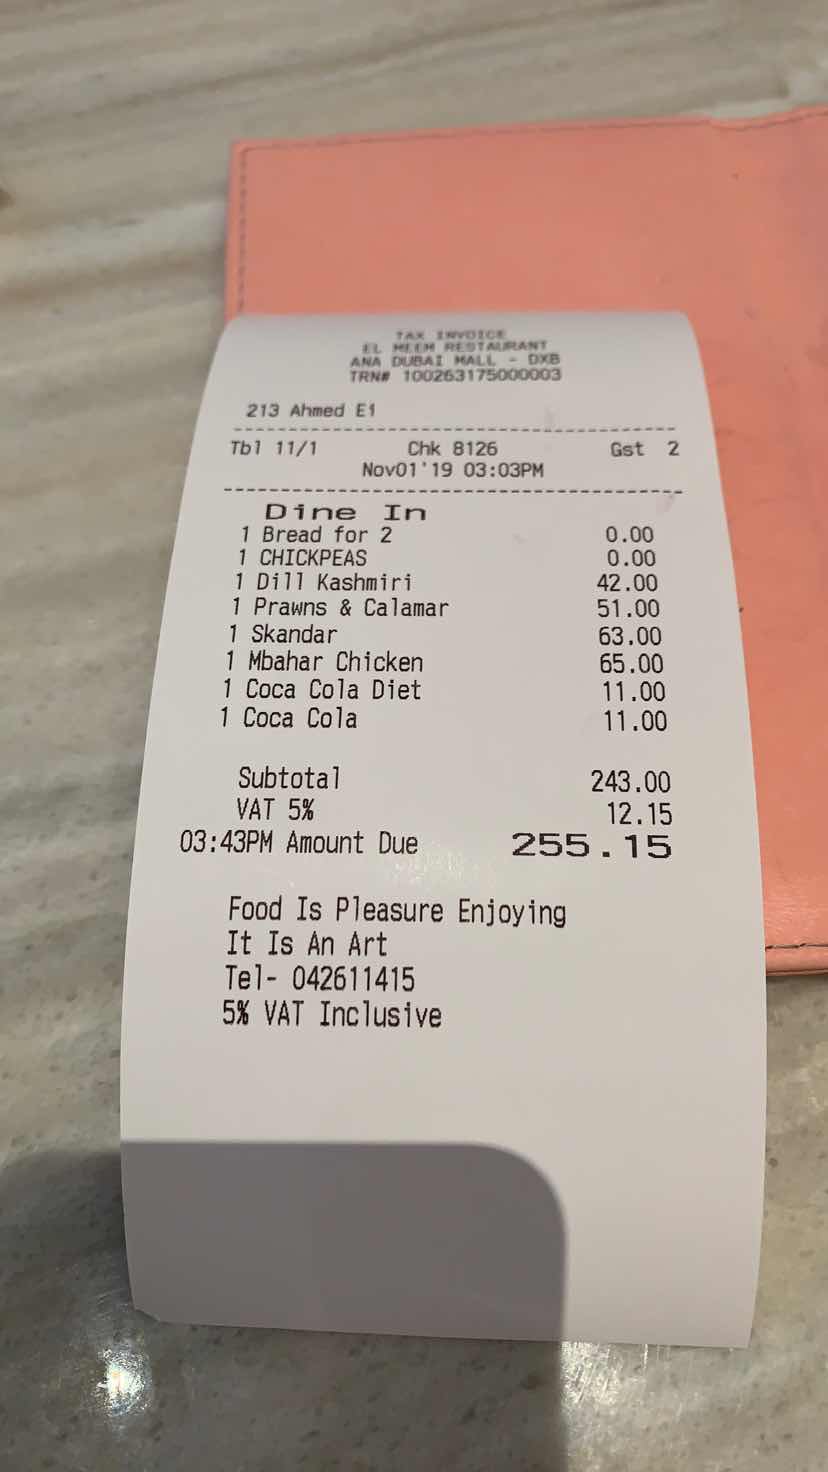 TAX INVOICE
EL MEEM RESTAURANT
ANA DUBAI MALL - DXB
TRN# 100263175000003
213 Ahmed E1
Tbl 11/1 Chk 8126 Gst 2
Nov01'19 03:03PM
Dine In
1 Bread for 2 0.00
1 CHICKPEAS 0.00
1 Dill Kashmiri 42.00
1 Prawns & Calamar 51.00
1 Skandar 63.00
1 Mbahar Chicken 65.00
1 Coca Cola Diet 11.00
1 Coca Cola 11.00
Subtotal 243.00
VAT 5% 12.15
03:43PM Amount Due 255.15
Food Is Pleasure Enjoying
It Is An Art
Tel- 042611415
5% VAT Inclusive